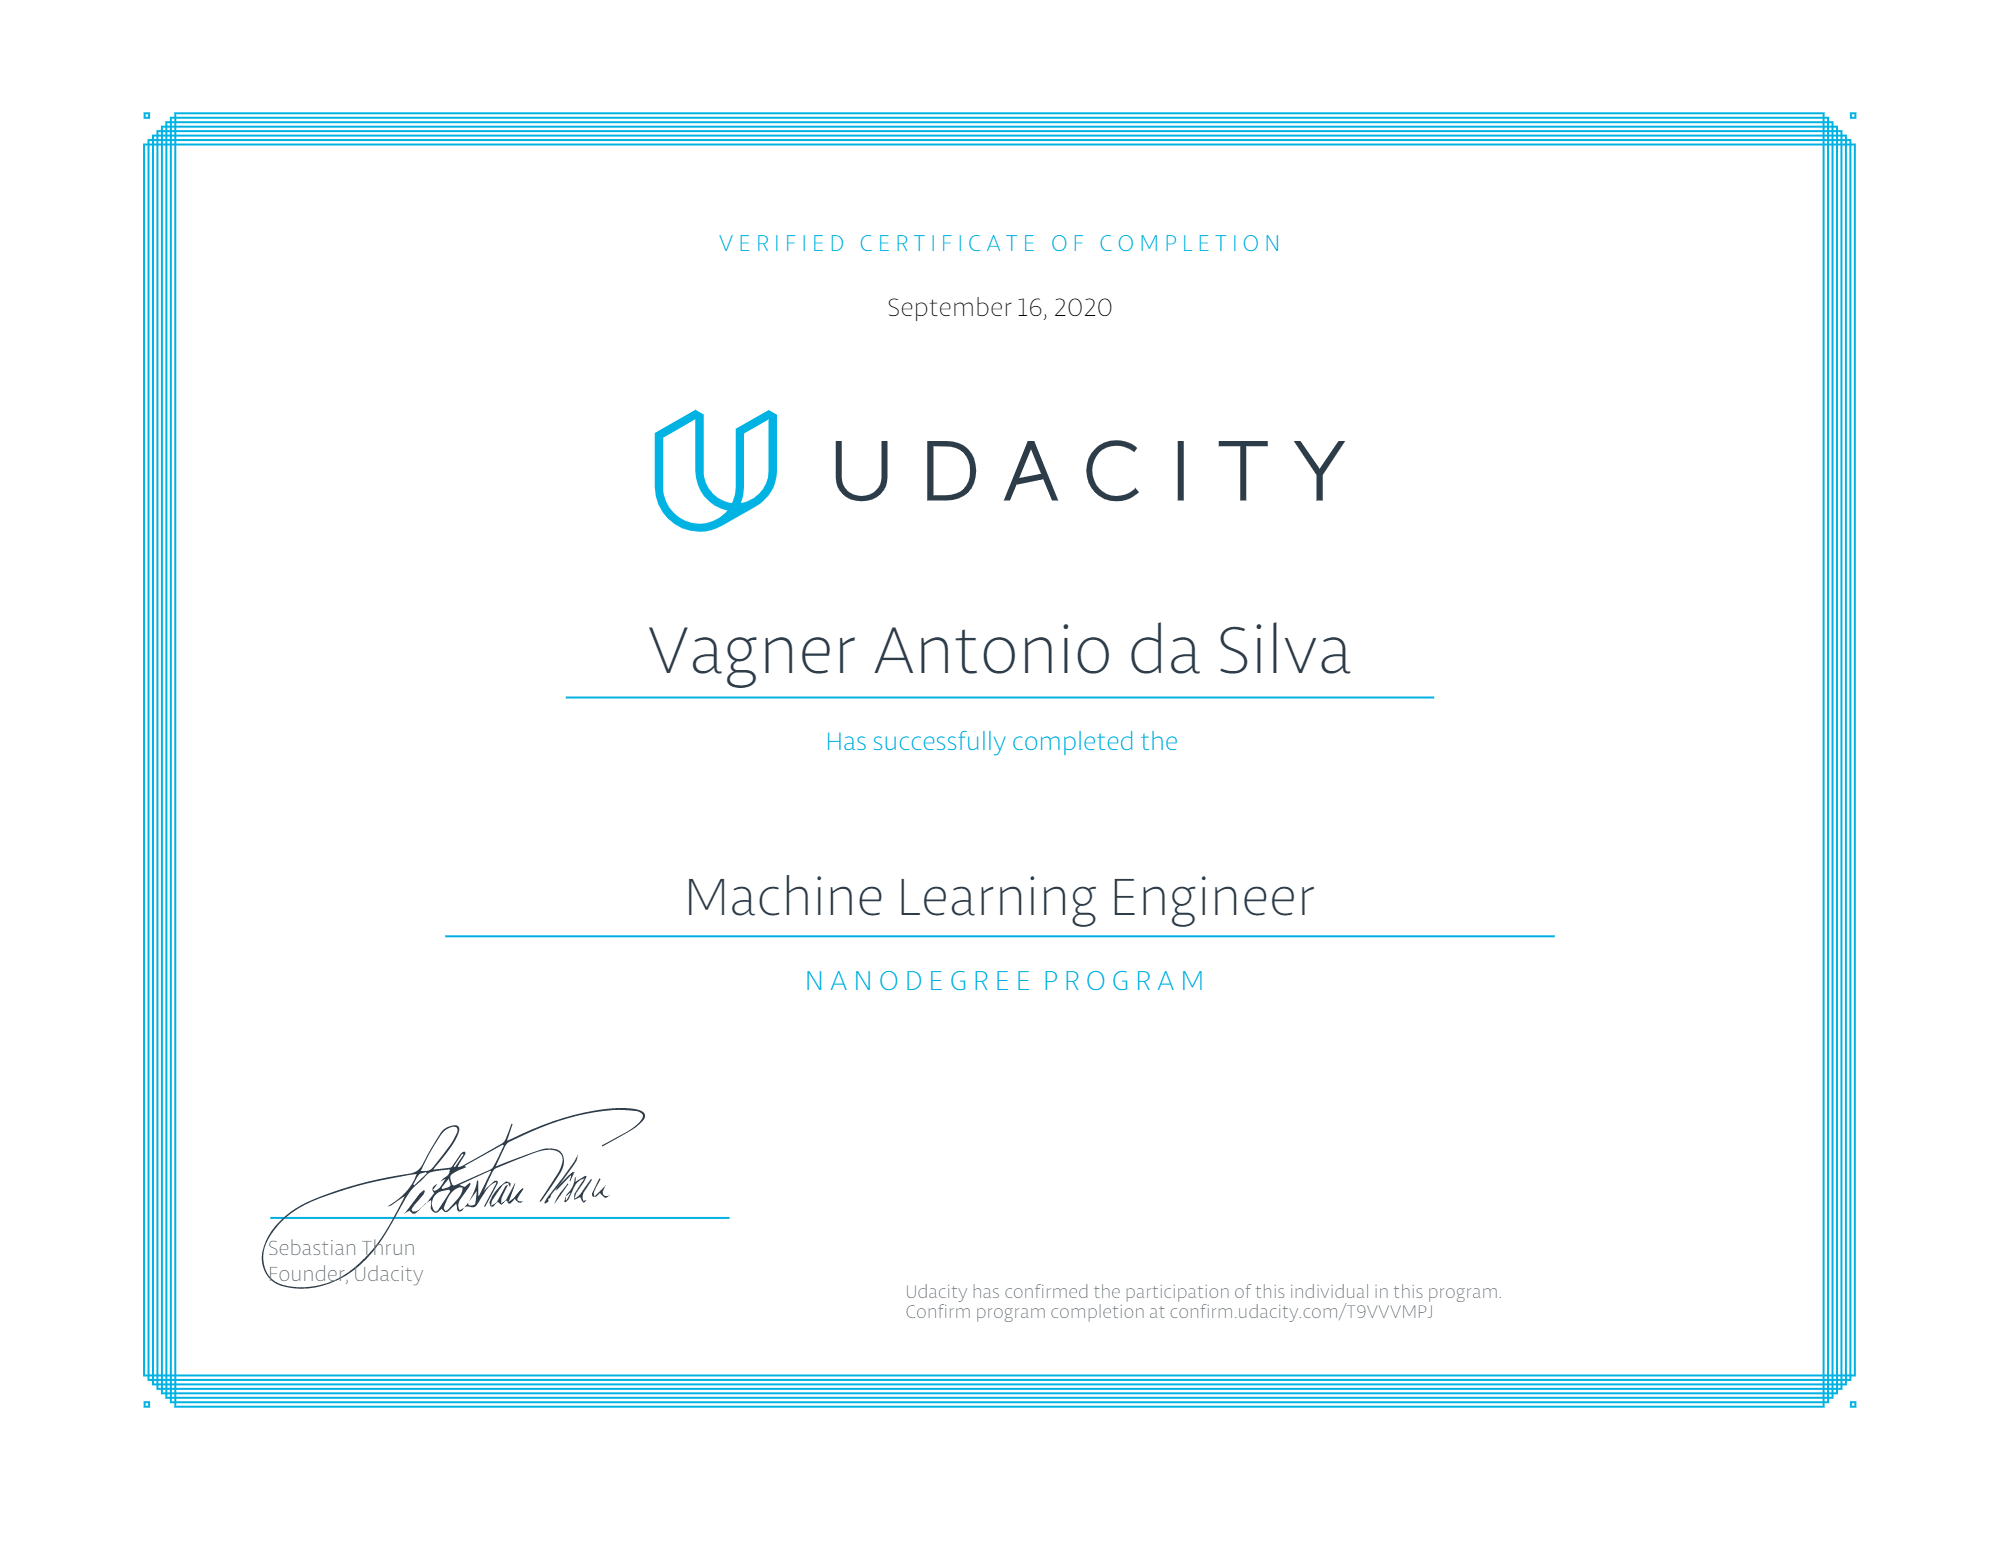 VERIFIED CERTIFICATE OF COMPLETION
September 16, 2020
UDACITY
Vagner Antonio da Silva
Has successfully completed the
Machine Learning Engineer
NANODEGREE PROGRAM
Sebastian Thrun
Sebastian Thrun
Founder, Udacity
Udacity has confirmed the participation of this individual in this program.
Confirm program completion at confirm.udacity.com/T9VVVMPJ